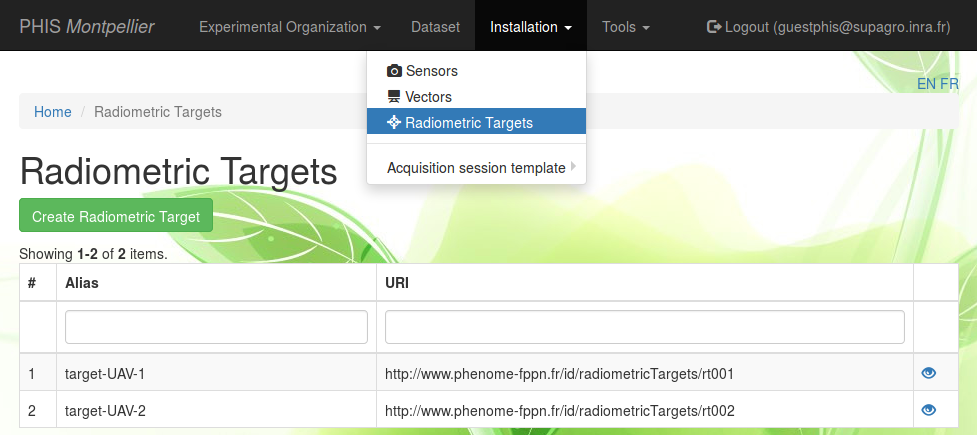 PHIS Montpellier Experimental Organization Dataset Installation Tools Logout (guestphis@supagro.inra.fr)
Sensors
Vectors
Radiometric Targets
Acquisition session template
EN FR
Home / Radiometric Targets
Radiometric Targets
Create Radiometric Target
Showing 1-2 of 2 items.
# Alias URI
1 target-UAV-1 http://www.phenome-fppn.fr/id/radiometricTargets/rt001
2 target-UAV-2 http://www.phenome-fppn.fr/id/radiometricTargets/rt002